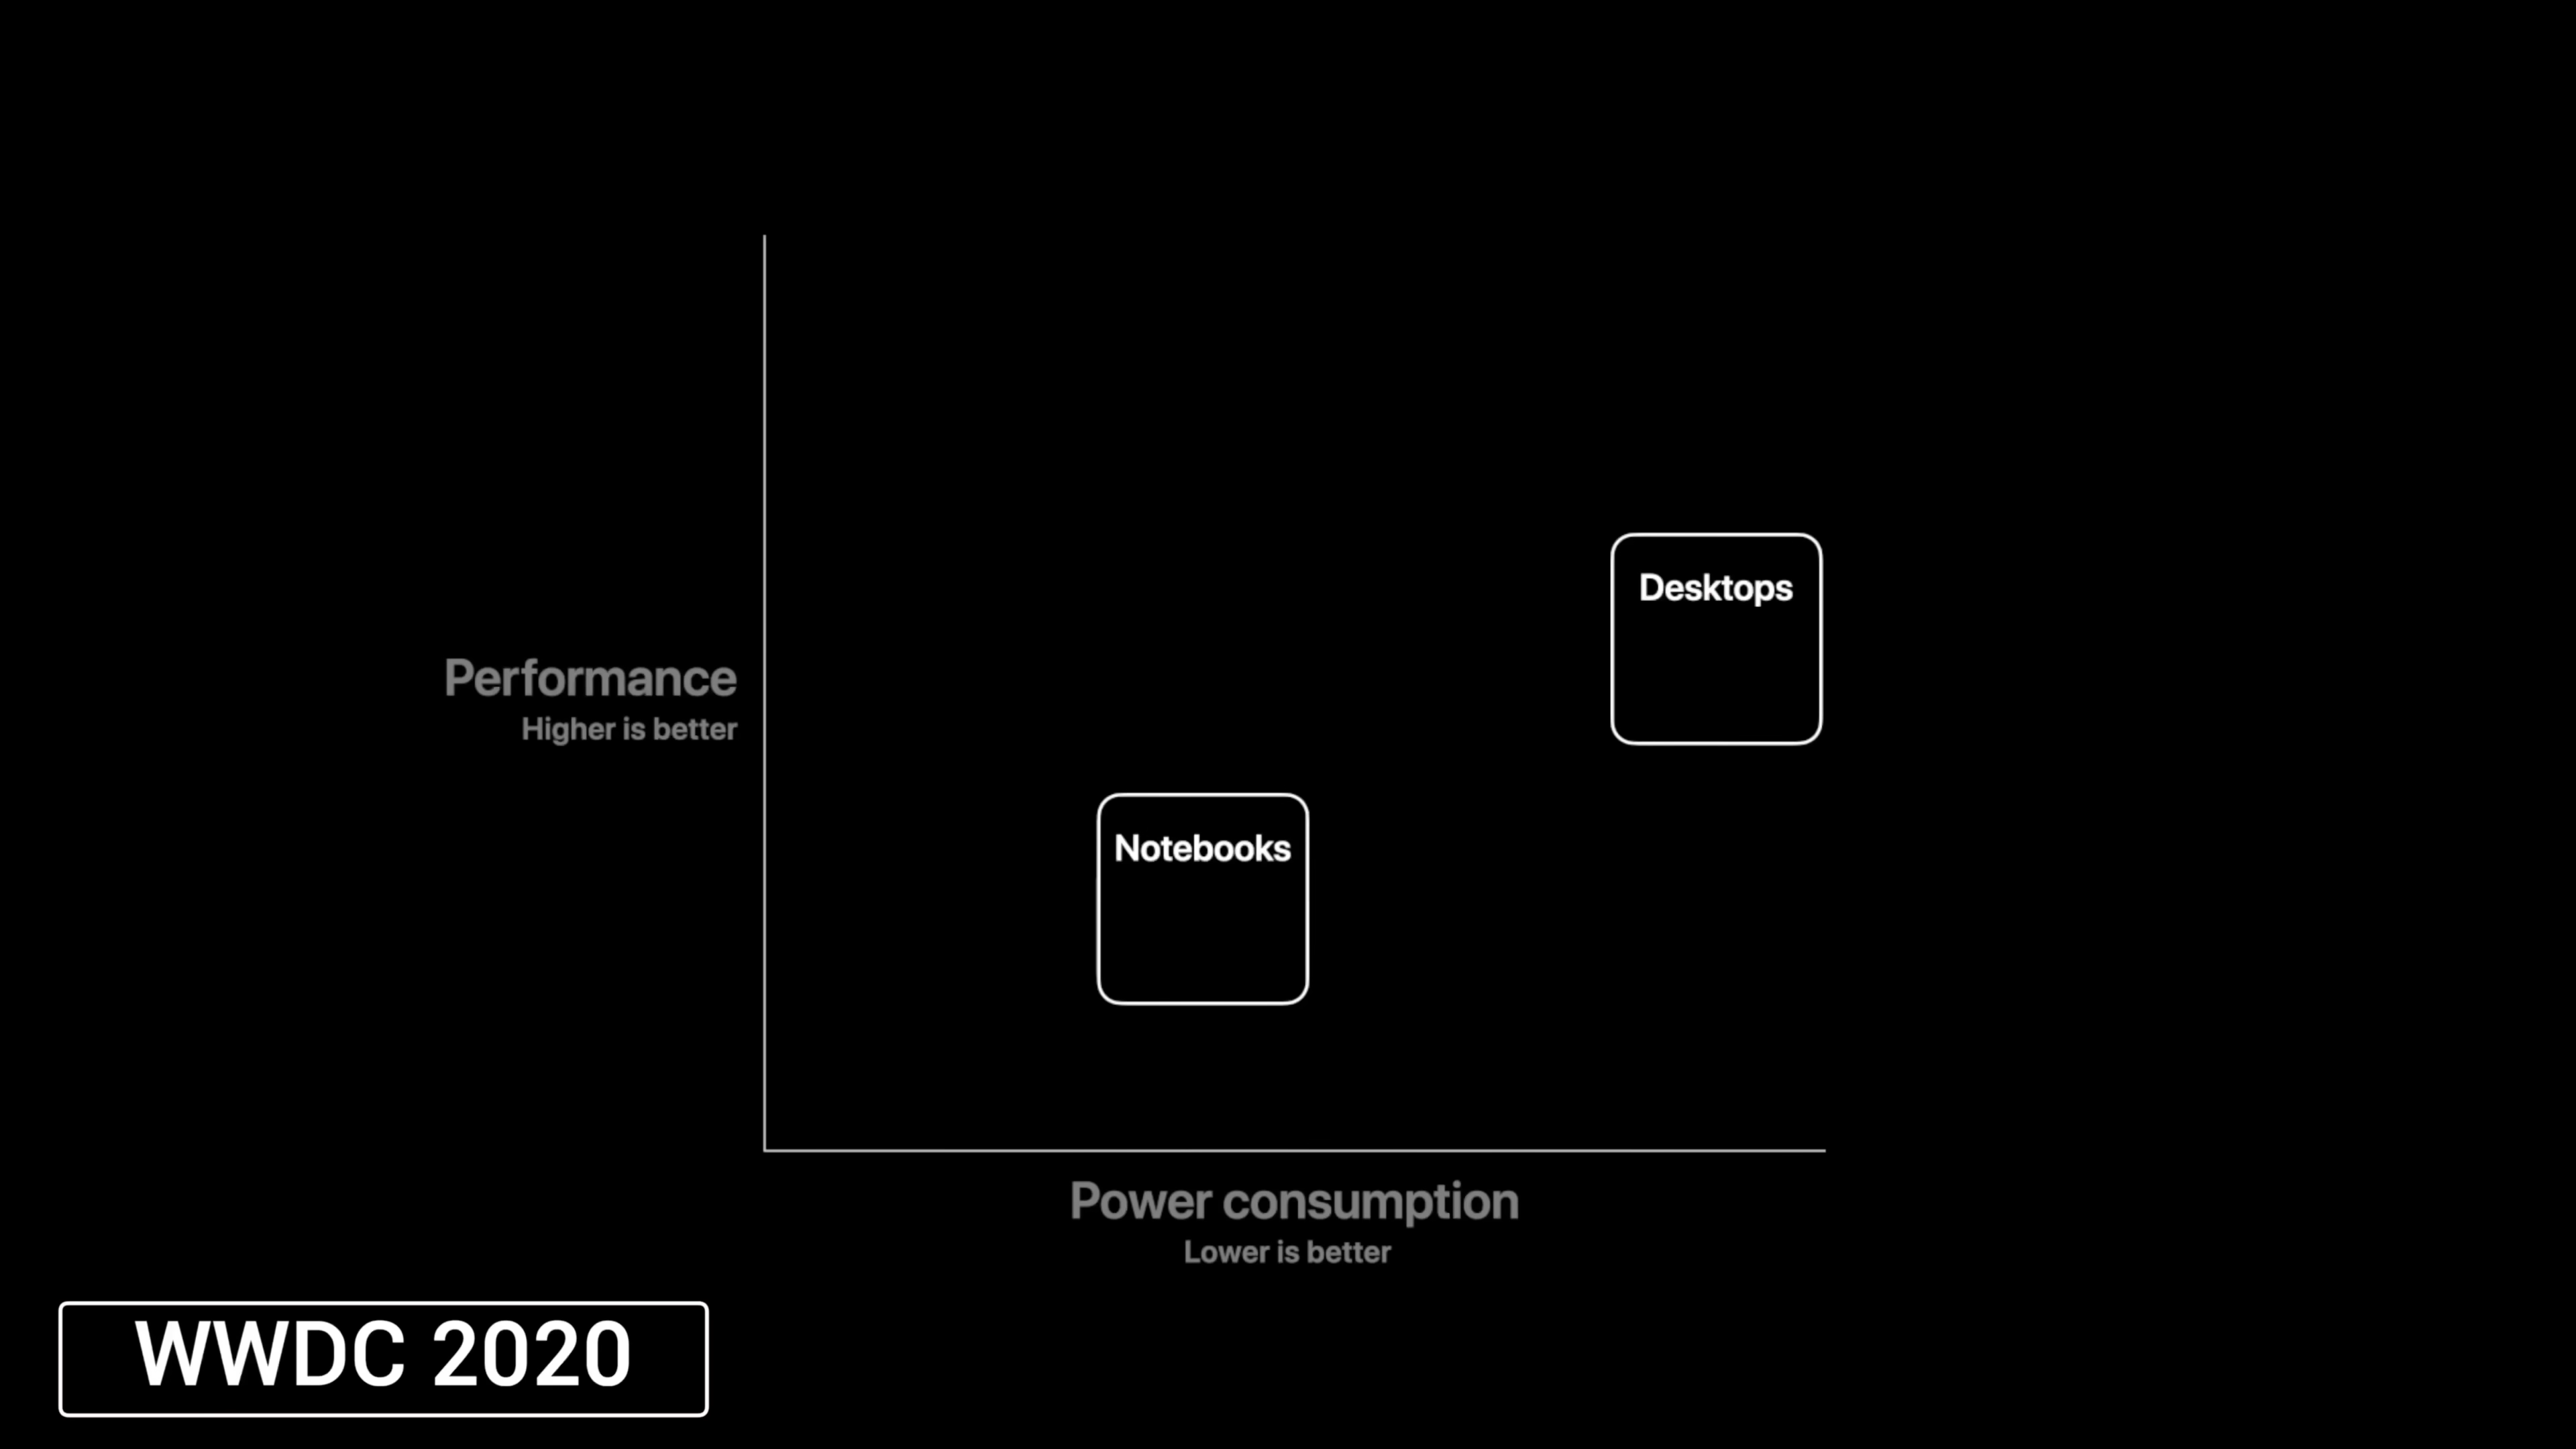 Desktops
Performance
Higher is better
Notebooks
Power consumption
Lower is better
WWDC 2020